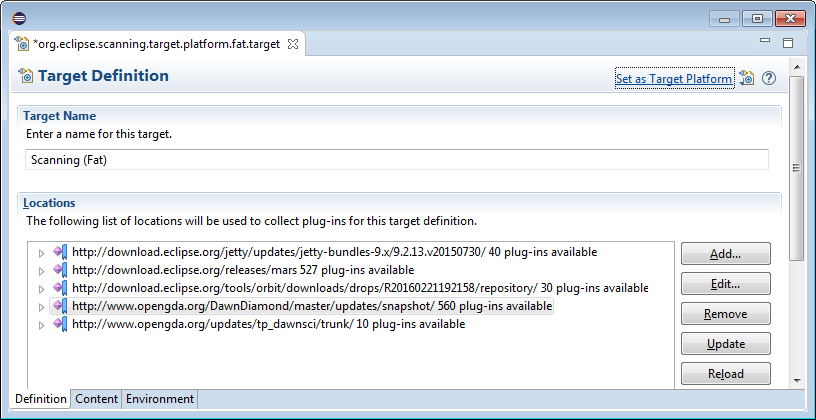 *org.eclipse.scanning.target.platform.fat.target
Target Definition
Set as Target Platform
Target Name
Enter a name for this target.
Scanning (Fat)
Locations
The following list of locations will be used to collect plug-ins for this target definition.
http://download.eclipse.org/jetty/updates/jetty-bundles-9.x/9.2.13.v20150730/ 40 plug-ins available
http://download.eclipse.org/releases/mars 527 plug-ins available
http://download.eclipse.org/tools/orbit/downloads/drops/R20160221192158/repository/ 30 plug-ins available
http://www.opengda.org/DawnDiamond/master/updates/snapshot/ 560 plug-ins available
http://www.opengda.org/updates/tp_dawnsci/trunk/ 10 plug-ins available
Add...
Edit...
Remove
Update
Reload
Definition Content Environment